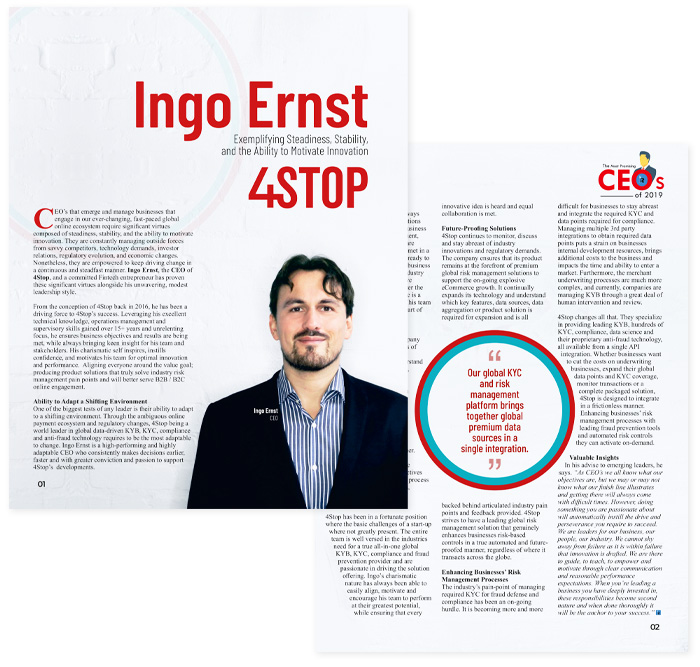 Ingo Ernst
Exemplifying Steadiness, Stability,
and the Ability to Motivate Innovation
4STOP
CEO's that emerge and manage businesses that
engage in our ever-changing, fast-paced global
online ecosystem require significant virtues
composed of steadiness, stability, and the ability to motivate
innovation. They are constantly managing outside forces
from savvy competitors, technology demands, investor
relations, regulatory evolution, and economic changes.
Nonetheless, they are empowered to keep driving change in
a continuous and steadfast manner. Ingo Ernst, the CEO of
4Stop, and a committed Fintech entrepreneur has proven
these significant virtues alongside his unwavering, modest
leadership style.
From the conception of 4Stop back in 2016, he has been a
driving force to 4Stop's success. Leveraging his excellent
technical knowledge, operations management and
supervisory skills gained over 15+ years and unrelenting
focus, he ensures business objectives and results are being
met, while always bringing keen insight for his team and
stakeholders. His charismatic self inspires, instills
confidence, and motivates his team for optimal innovation
and performance. Aligning everyone around the value goal;
producing product solutions that truly solve industry risk
management pain points and will better serve B2B / B2C
online engagement.
Ability to Adapt a Shifting Environment
One of the biggest tests of any leader is their ability to adapt
to a shifting environment. Through the ambiguous online
payment ecosystem and regulatory changes, 4Stop being a
world leader in global data-driven KYB, KYC, compliance
and anti-fraud technology requires to be the most adaptable
to change. Ingo Ernst is a high-performing and highly
adaptable CEO who consistently makes decisions earlier,
faster and with greater conviction and passion to support
4Stop's developments.
Ingo Ernst
CEO
01
The Most Promising
CEO's
of 2019
4Stop has been in a fortunate position
where the basic challenges of a start-up
where not greatly present. The entire
team is well versed in the industries
need for a true all-in-one global
KYB, KYC, compliance and fraud
prevention provider and are
passionate in driving the solution
offering. Ingo's charismatic
nature has always been able to
easily align, motivate and
encourage his team to perform
at their greatest potential,
while ensuring that every
innovative idea is heard and equal
collaboration is met.
Future-Proofing Solutions
4Stop continues to monitor, discuss
and stay abreast of industry
innovations and regulatory demands.
The company ensures that its product
remains at the forefront of premium
global risk management solutions to
support the on-going explosive
eCommerce growth. It continually
expands its technology and understand
which key features, data sources, data
aggregation or product solution is
required for expansion and is all
“
Our global KYC
and risk
management
platform brings
together global
premium data
sources in a
single integration.
”
backed behind articulated industry pain
points and feedback provided. 4Stop
strives to have a leading global risk
management solution that genuinely
enhances businesses risk-based
controls in a true automated and future-
proofed manner, regardless of where it
transacts across the globe.
Enhancing Businesses' Risk
Management Processes
The industry's pain-point of managing
required KYC for fraud defense and
compliance has been an on-going
hurdle. It is becoming more and more
difficult for businesses to stay abreast
and integrate the required KYC and
data points required for compliance.
Managing multiple 3rd party
integrations to obtain required data
points puts a strain on businesses
internal development resources, brings
additional costs to the business and
impacts the time and ability to enter a
market. Furthermore, the merchant
underwriting processes are much more
complex, and currently, companies are
managing KYB through a great deal of
human intervention and review.
4Stop changes all that. They specialize
in providing leading KYB, hundreds of
KYC, compliance, data science and
their proprietary anti-fraud technology,
all available from a single API
integration. Whether businesses want
to cut the costs on underwriting
businesses, expand their global
data points and KYC coverage,
monitor transactions or a
complete packaged solution,
4Stop is designed to integrate
in a frictionless manner.
Enhancing businesses' risk
management processes with
leading fraud prevention tools
and automated risk controls
they can activate on-demand.
Valuable Insights
In his advise to emerging leaders, he
says. "As CEO's we all know what our
objectives are, but we may or may not
know what our finish line illustrates
and getting there will always come
with difficult times. However, doing
something you are passionate about
will automatically instill the drive and
perseverance you require to succeed.
We are leaders for our business, our
people, our industry. We cannot shy
away from failure as it is within failure
that innovation is drafted. We are there
to guide, to teach, to empower and
motivate through clear communication
and reasonable performance
expectations. When you're leading a
business you have deeply invested in,
these responsibilities become second
nature and when done thoroughly it
will be the anchor to your success."
02